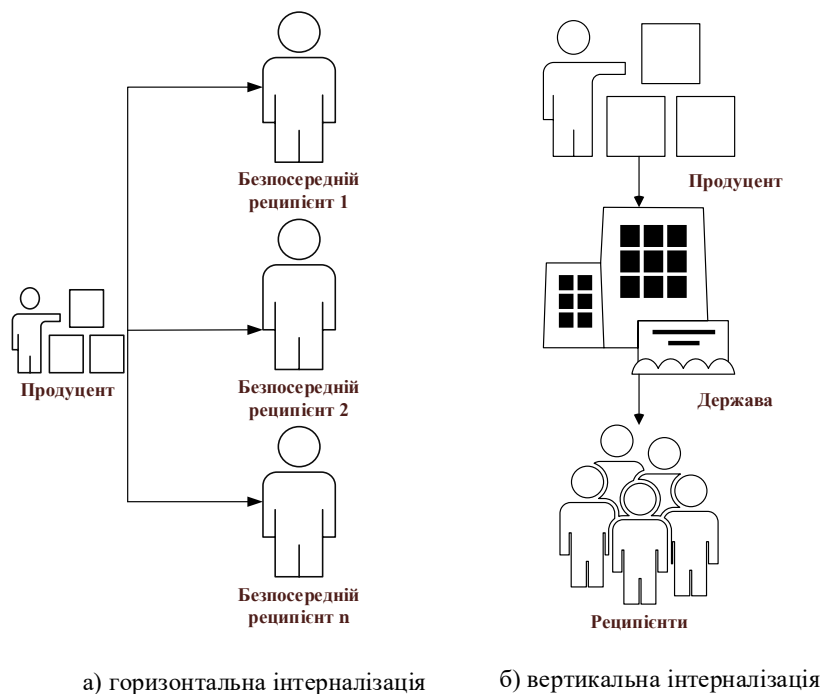 Безпосередній
реципієнт 1
Безпосередній
реципієнт 2
Продуцент
Безпосередній
реципієнт n
а) горизонтальна інтерналізація
Продуцент
Держава
Реципієнти
б) вертикальна інтерналізація